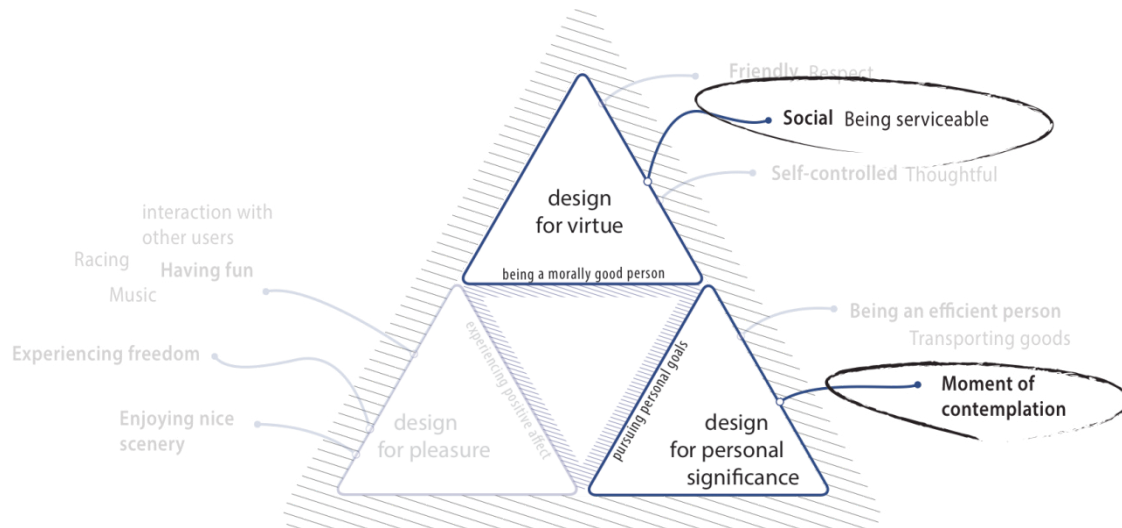 Friendly Respect
Social Being serviceable
Self-controlled Thoughtful
design
for virtue
being a morally good person
interaction with
other users
Racing
Having fun
Music
Experiencing freedom
Enjoying nice
scenery
design
for pleasure
experiencing positive affect
pursuing personal goals
design
for personal
significance
Being an efficient person
Transporting goods
Moment of
contemplation